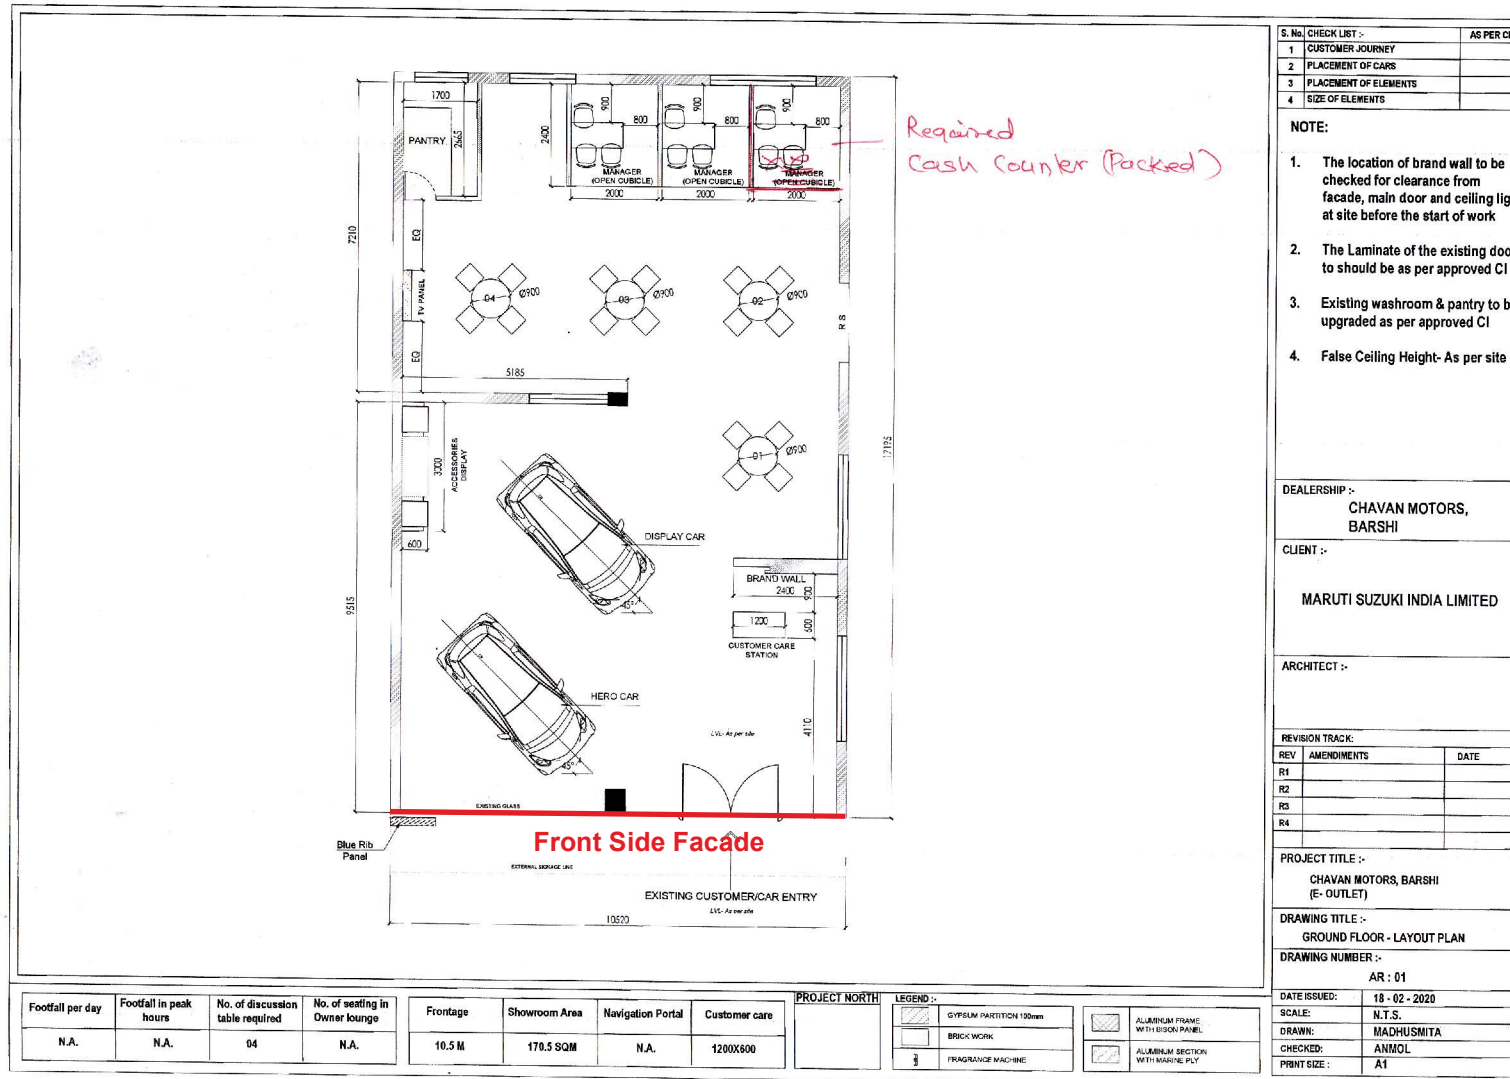 1700
PANTRY
2665
2400
900
800
900
800
900
800
MANAGER
(OPEN CUBICLE)
MANAGER
(OPEN CUBICLE)
MANAGER
(OPEN CUBICLE)
2000
2000
2000
Required
Cash Counter (Packed)
7210
EQ
TV PANEL
EQ
04
Ø900
03
Ø900
02
Ø900
R S
5185
01
Ø900
17195
3000
ACCESSORIES
DISPLAY
600
9515
DISPLAY CAR
45°
BRAND WALL
2400
900
1200
600
CUSTOMER CARE
STATION
HERO CAR
45°
LVL- As per site
4110
EXISTING GLASS
Front Side Facade
Blue Rib
Panel
EXTERNAL SIGNAGE LINE
EXISTING CUSTOMER/CAR ENTRY
LVL- As per site
10520
S. No. CHECK LIST :- AS PER CI
1 CUSTOMER JOURNEY
2 PLACEMENT OF CARS
3 PLACEMENT OF ELEMENTS
4 SIZE OF ELEMENTS
NOTE:
1. The location of brand wall to be
checked for clearance from
facade, main door and ceiling lig
at site before the start of work
2. The Laminate of the existing doo
to should be as per approved CI
3. Existing washroom & pantry to b
upgraded as per approved CI
4. False Ceiling Height- As per site
DEALERSHIP :-
CHAVAN MOTORS,
BARSHI
CLIENT :-
MARUTI SUZUKI INDIA LIMITED
ARCHITECT :-
REVISION TRACK:
REV AMENDIMENTS DATE
R1
R2
R3
R4
PROJECT TITLE :-
CHAVAN MOTORS, BARSHI
(E- OUTLET)
DRAWING TITLE :-
GROUND FLOOR - LAYOUT PLAN
DRAWING NUMBER :-
AR : 01
DATE ISSUED: 18 - 02 - 2020
SCALE: N.T.S.
DRAWN: MADHUSMITA
CHECKED: ANMOL
PRINT SIZE : A1
Footfall per day
Footfall in peak
hours
No. of discussion
table required
No. of seating in
Owner lounge
N.A. N.A. 04 N.A.
Frontage Showroom Area Navigation Portal Customer care
10.5 M 170.5 SQM N.A. 1200X600
PROJECT NORTH
LEGEND :-
GYPSUM PARTITION 100mm
BRICK WORK
FRAGRANCE MACHINE
ALUMINUM FRAME
WITH BISON PANEL
ALUMINUM SECTION
WITH MARINE PLY